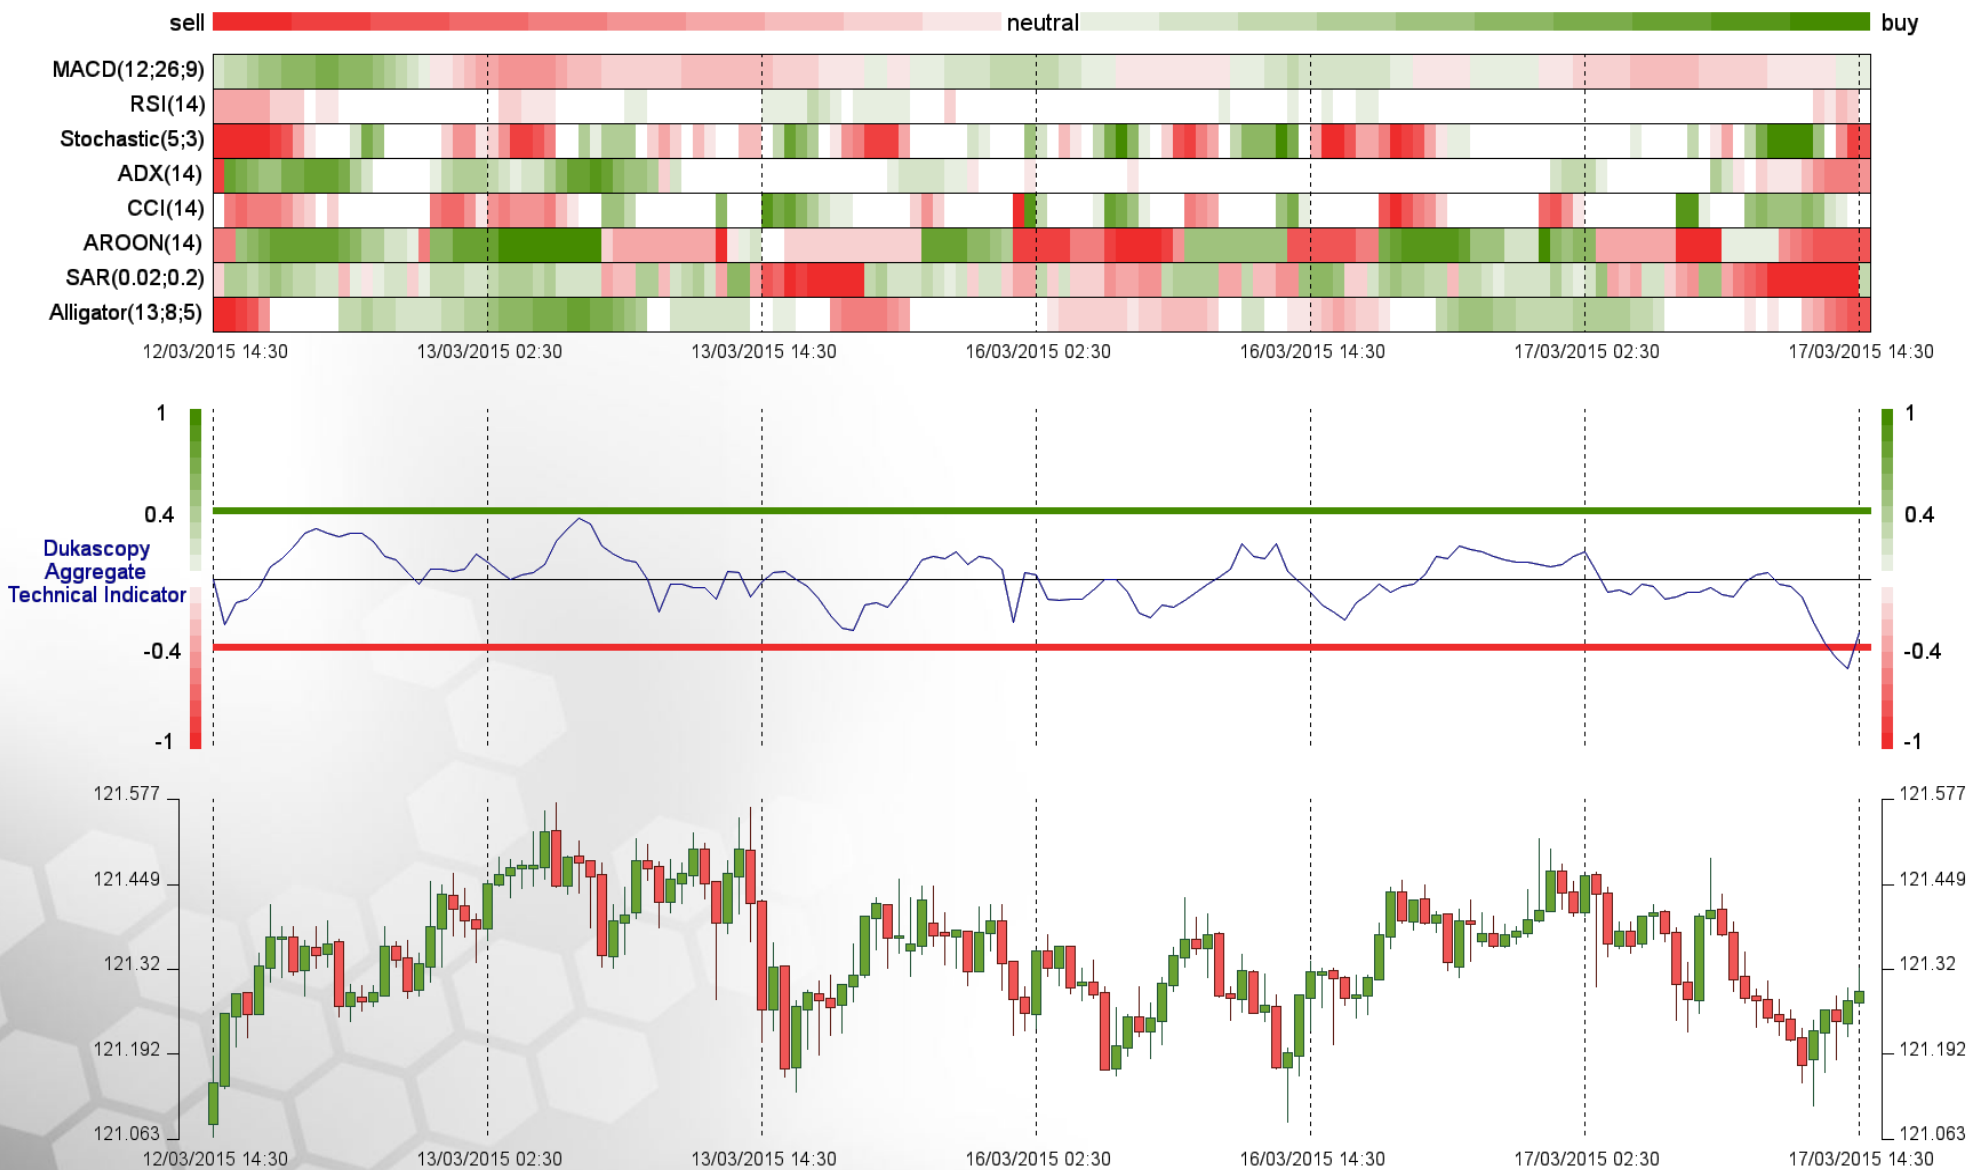 sell neutral buy
MACD(12;26;9)
RSI(14)
Stochastic(5;3)
ADX(14)
CCI(14)
AROON(14)
SAR(0.02;0.2)
Alligator(13;8;5)
12/03/2015 14:30 13/03/2015 02:30 13/03/2015 14:30 16/03/2015 02:30 16/03/2015 14:30 17/03/2015 02:30 17/03/2015 14:30
1 1
0.4 0.4
Dukascopy
Aggregate
Technical Indicator
-0.4 -0.4
-1 -1
121.577 121.577
121.449 121.449
121.32 121.32
121.192 121.192
121.063 121.063
12/03/2015 14:30 13/03/2015 02:30 13/03/2015 14:30 16/03/2015 02:30 16/03/2015 14:30 17/03/2015 02:30 17/03/2015 14:30